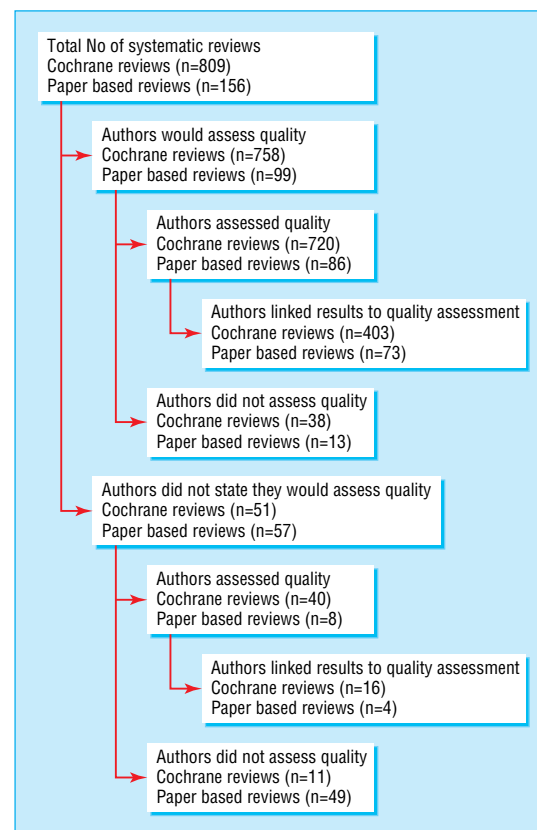 Total No of systematic reviews
Cochrane reviews (n=809)
Paper based reviews (n=156)
Authors would assess quality
Cochrane reviews (n=758)
Paper based reviews (n=99)
Authors assessed quality
Cochrane reviews (n=720)
Paper based reviews (n=86)
Authors linked results to quality assessment
Cochrane reviews (n=403)
Paper based reviews (n=73)
Authors did not assess quality
Cochrane reviews (n=38)
Paper based reviews (n=13)
Authors did not state they would assess quality
Cochrane reviews (n=51)
Paper based reviews (n=57)
Authors assessed quality
Cochrane reviews (n=40)
Paper based reviews (n=8)
Authors linked results to quality assessment
Cochrane reviews (n=16)
Paper based reviews (n=4)
Authors did not assess quality
Cochrane reviews (n=11)
Paper based reviews (n=49)